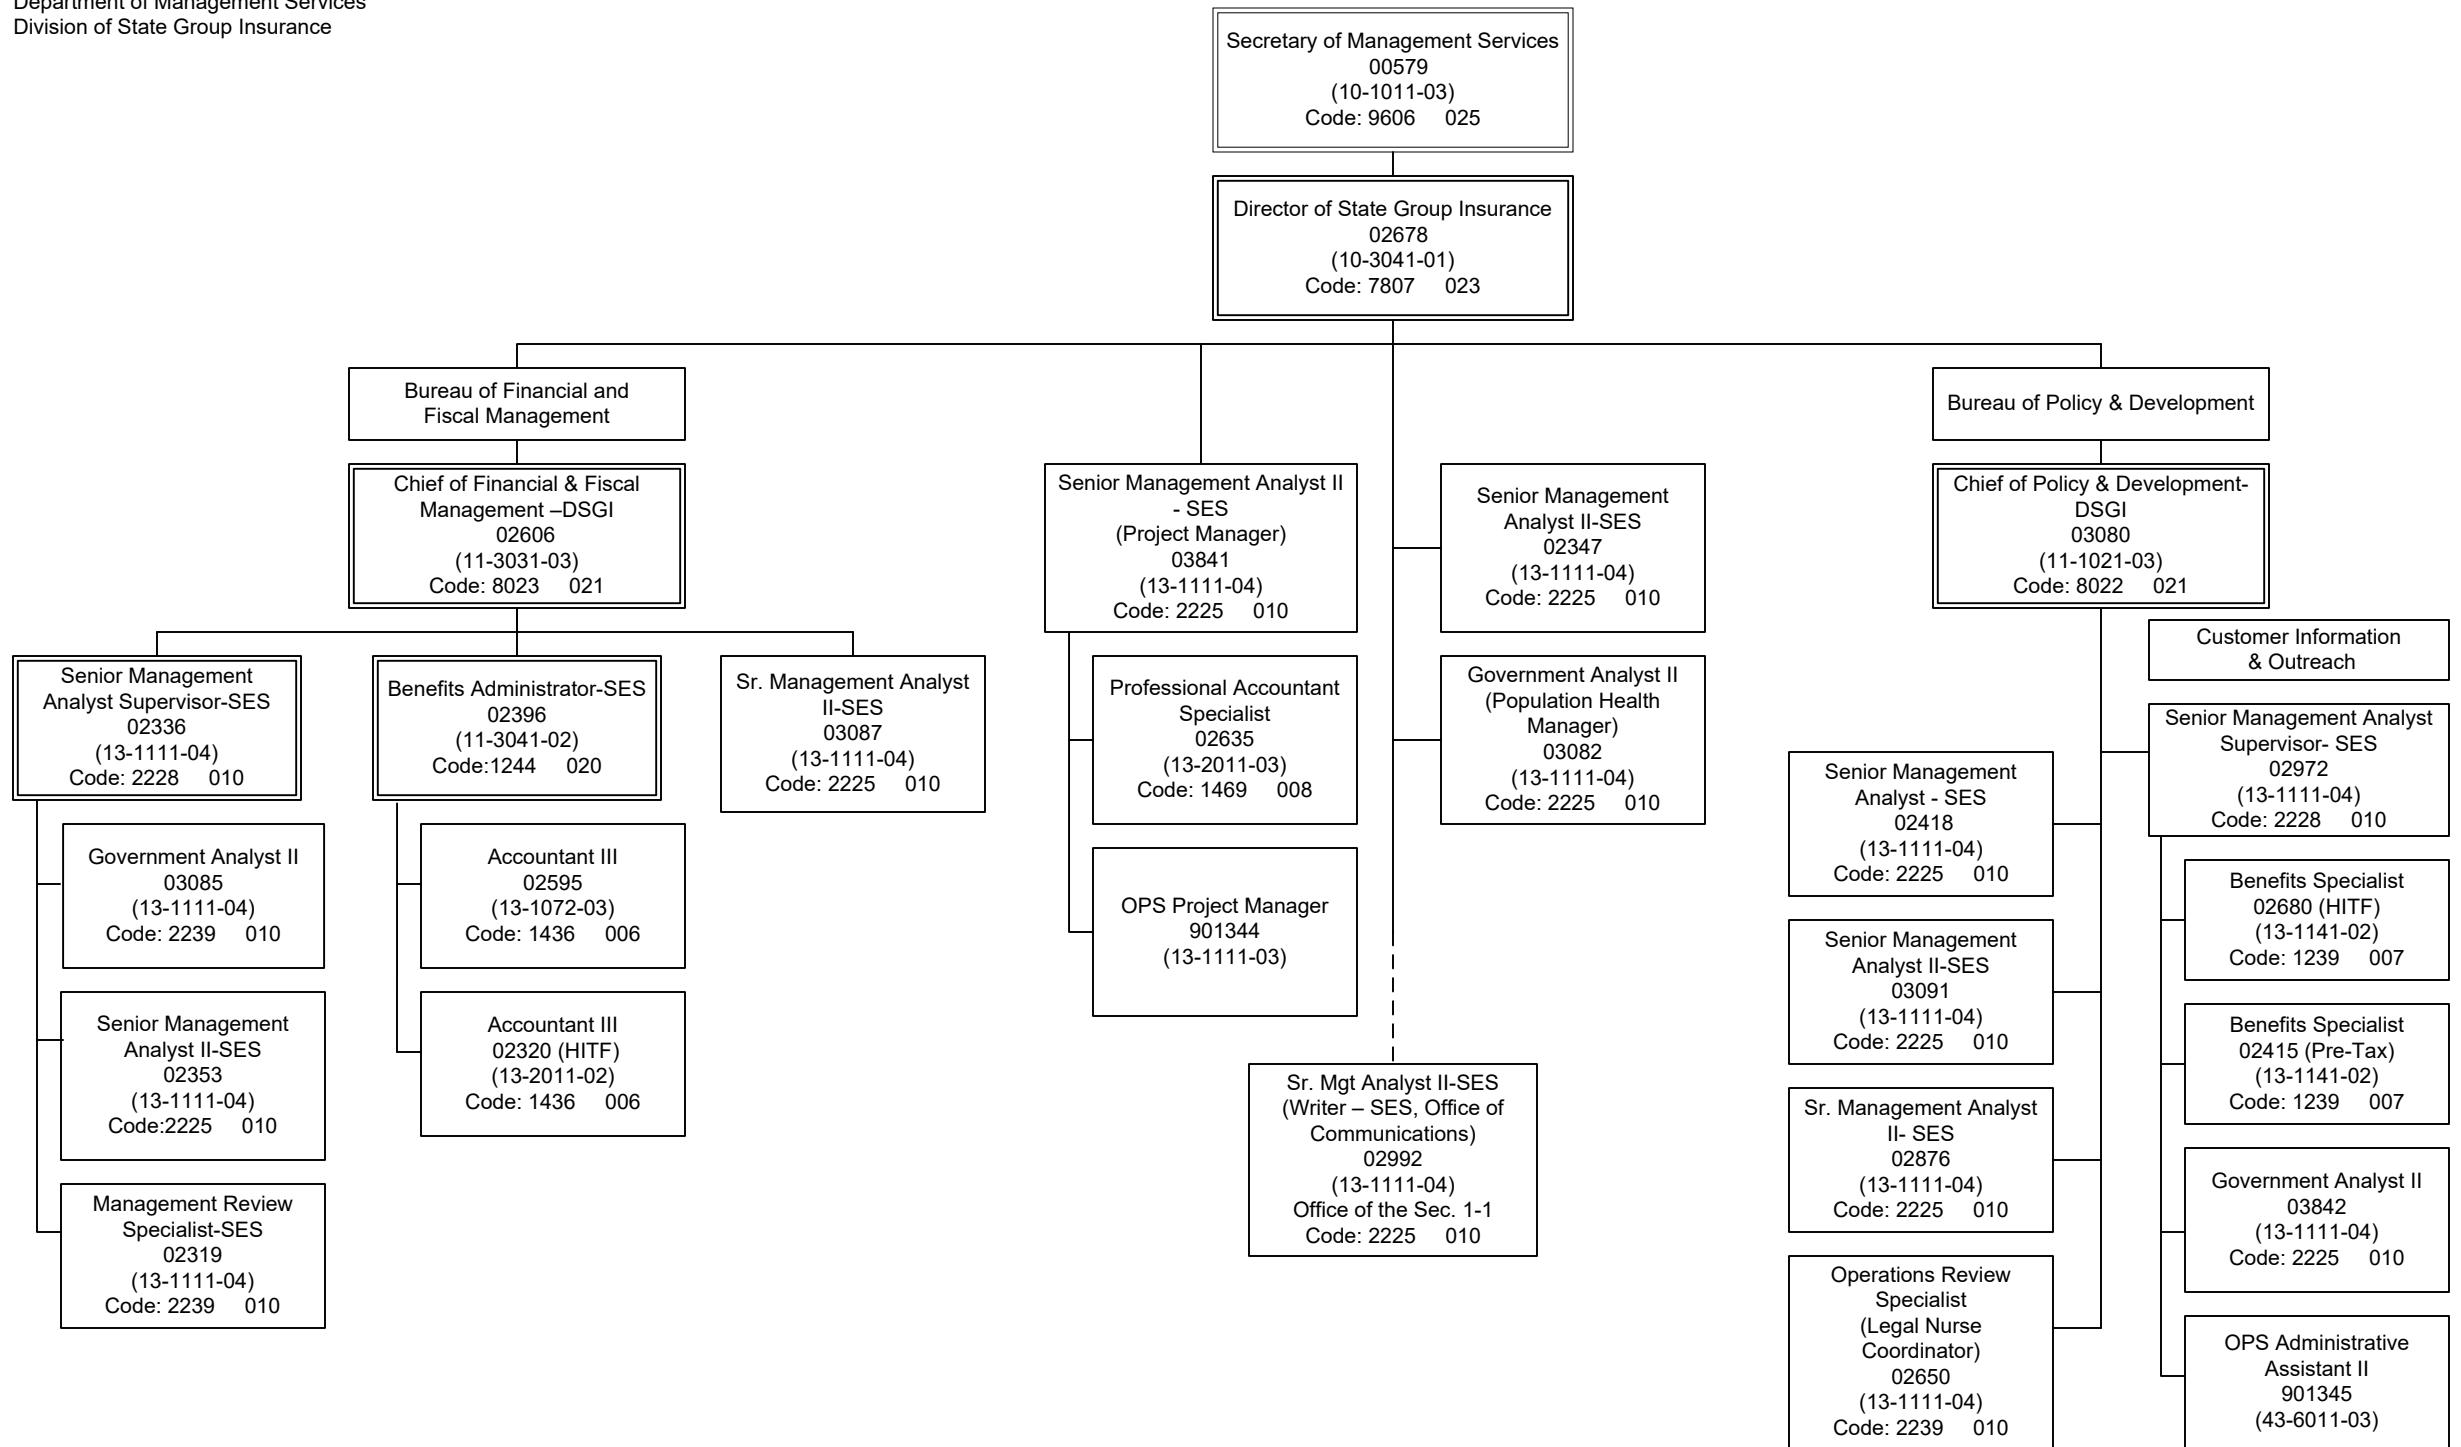 Department of Management Services
Division of State Group Insurance
Secretary of Management Services
00579
(10-1011-03)
Code: 9606 025
Director of State Group Insurance
02678
(10-3041-01)
Code: 7807 023
Bureau of Financial and
Fiscal Management
Chief of Financial & Fiscal
Management –DSGI
02606
(11-3031-03)
Code: 8023 021
Senior Management
Analyst Supervisor-SES
02336
(13-1111-04)
Code: 2228 010
Government Analyst II
03085
(13-1111-04)
Code: 2239 010
Senior Management
Analyst II-SES
02353
(13-1111-04)
Code:2225 010
Management Review
Specialist-SES
02319
(13-1111-04)
Code: 2239 010
Benefits Administrator-SES
02396
(11-3041-02)
Code:1244 020
Accountant III
02595
(13-1072-03)
Code: 1436 006
Accountant III
02320 (HITF)
(13-2011-02)
Code: 1436 006
Sr. Management Analyst
II-SES
03087
(13-1111-04)
Code: 2225 010
Senior Management Analyst II
- SES
(Project Manager)
03841
(13-1111-04)
Code: 2225 010
Professional Accountant
Specialist
02635
(13-2011-03)
Code: 1469 008
OPS Project Manager
901344
(13-1111-03)
Senior Management
Analyst II-SES
02347
(13-1111-04)
Code: 2225 010
Government Analyst II
(Population Health
Manager)
03082
(13-1111-04)
Code: 2225 010
Sr. Mgt Analyst II-SES
(Writer – SES, Office of
Communications)
02992
(13-1111-04)
Office of the Sec. 1-1
Code: 2225 010
Bureau of Policy & Development
Chief of Policy & Development-
DSGI
03080
(11-1021-03)
Code: 8022 021
Senior Management
Analyst - SES
02418
(13-1111-04)
Code: 2225 010
Senior Management
Analyst II-SES
03091
(13-1111-04)
Code: 2225 010
Sr. Management Analyst
II- SES
02876
(13-1111-04)
Code: 2225 010
Operations Review
Specialist
(Legal Nurse
Coordinator)
02650
(13-1111-04)
Code: 2239 010
Customer Information
& Outreach
Senior Management Analyst
Supervisor- SES
02972
(13-1111-04)
Code: 2228 010
Benefits Specialist
02680 (HITF)
(13-1141-02)
Code: 1239 007
Benefits Specialist
02415 (Pre-Tax)
(13-1141-02)
Code: 1239 007
Government Analyst II
03842
(13-1111-04)
Code: 2225 010
OPS Administrative
Assistant II
901345
(43-6011-03)